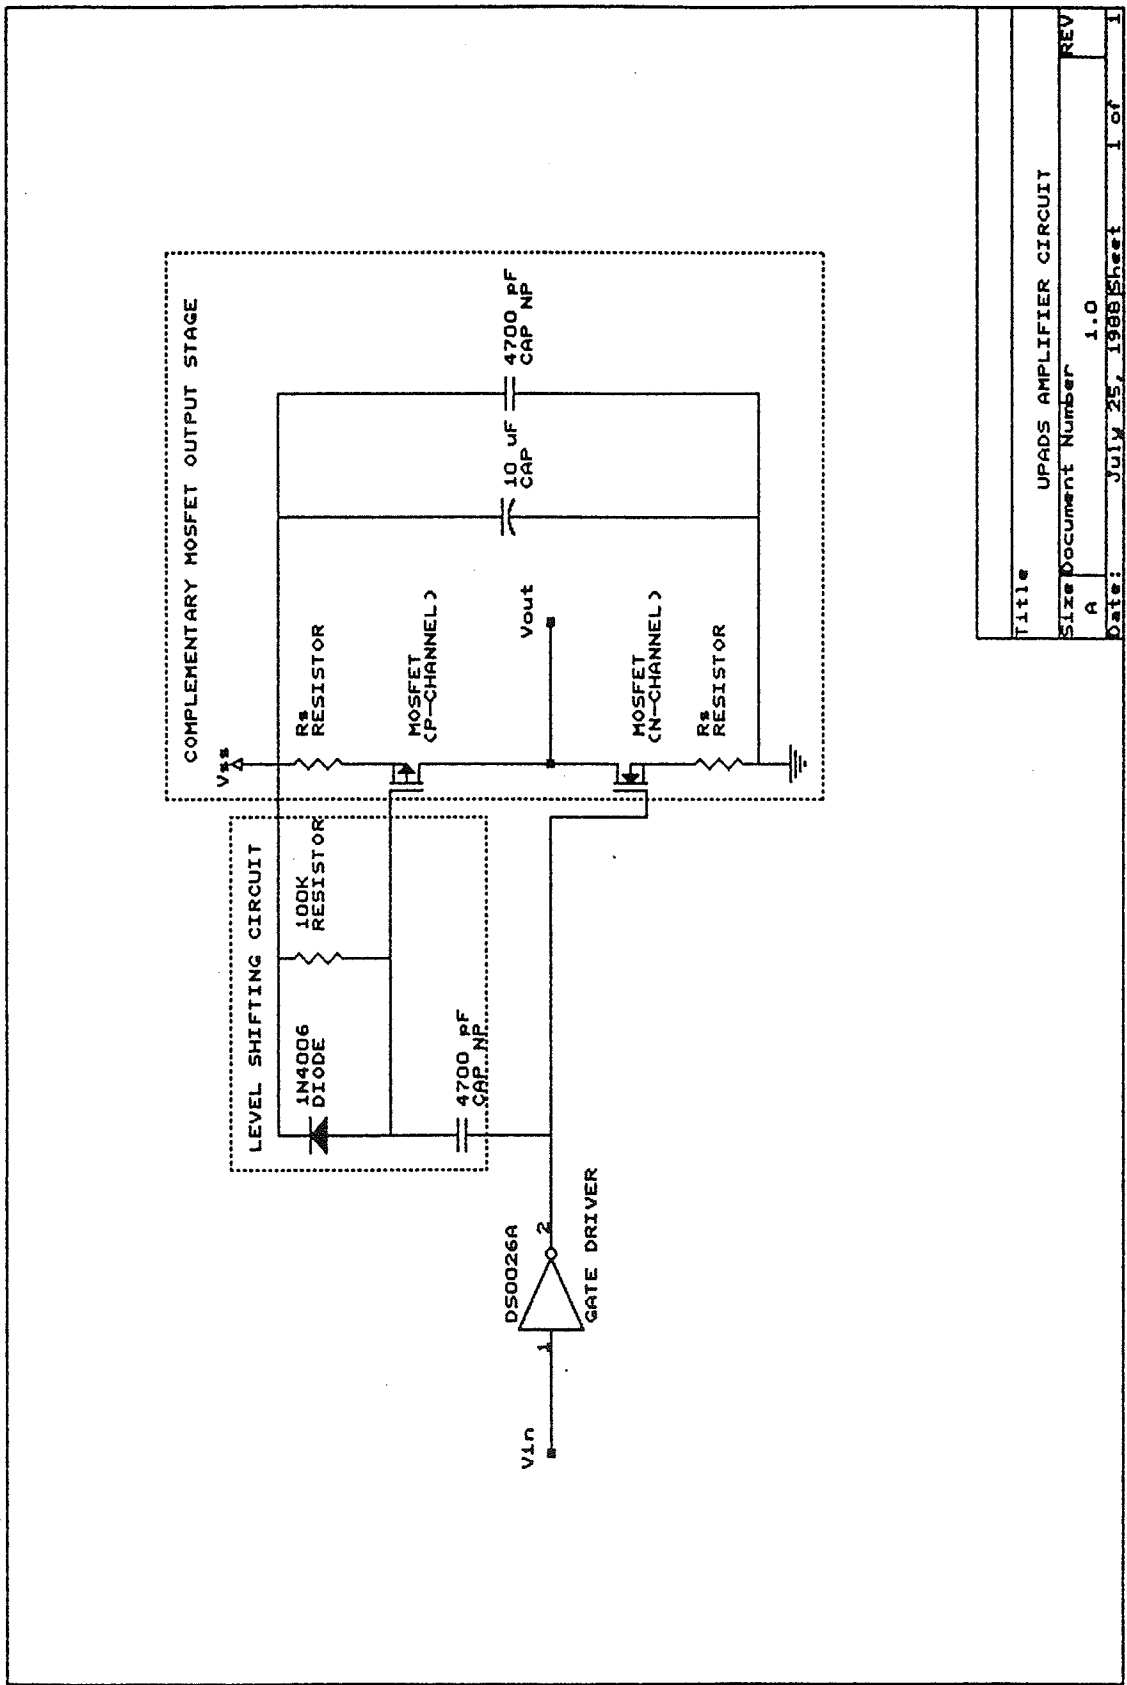 COMPLEMENTARY MOSFET OUTPUT STAGE
Vss
LEVEL SHIFTING CIRCUIT
1N4006
DIODE
100K
RESISTOR
Rs
RESISTOR
MOSFET
(P-CHANNEL)
4700 pF
CAP NP
10 uF
CAP
4700 pF
CAP NP
Vin
1
DS0026A
2
GATE DRIVER
Vout
MOSFET
(N-CHANNEL)
Rs
RESISTOR
Title
UPADS AMPLIFIER CIRCUIT
Size Document Number REV
A 1.0
Date: July 25, 1988 Sheet 1 of 1